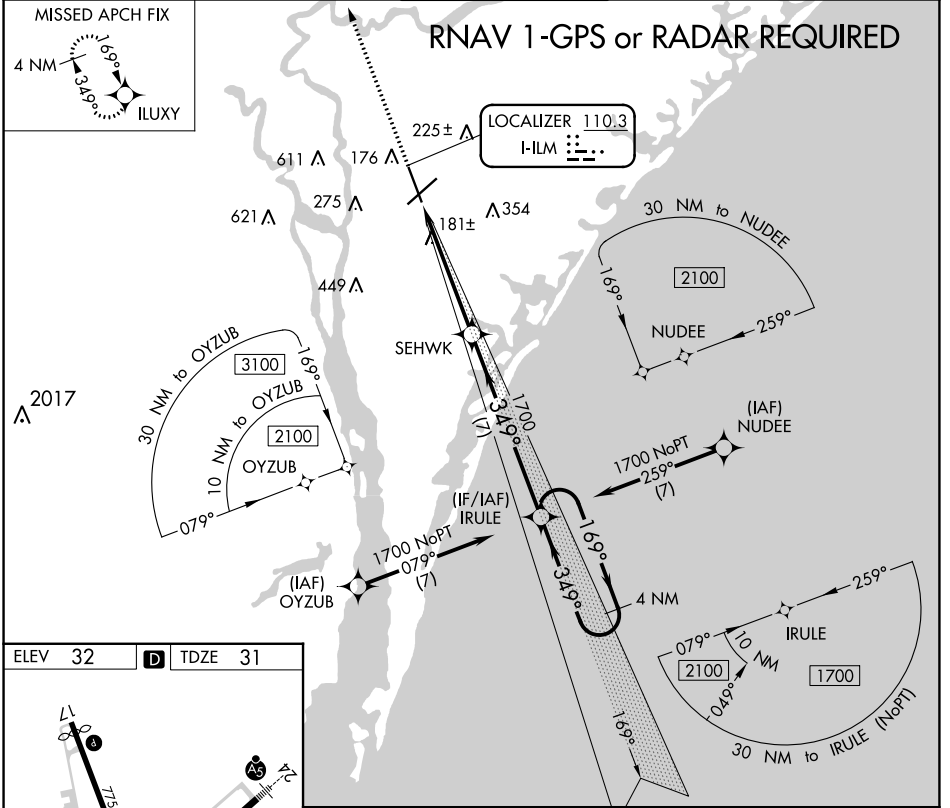 MISSED APCH FIX
4 NM
169°
349°
ILUXY
RNAV 1-GPS or RADAR REQUIRED
LOCALIZER 110.3
I-ILM
225±
611
176
275
621
354
181±
449
SEHWK
2017
30 NM to NUDEE
2100
169°
259°
NUDEE
30 NM to OYZUB
3100
169°
10 NM to OYZUB
2100
OYZUB
079°
1700
349°
(7)
(IAF)
NUDEE
1700 NoPT
259°
(7)
(IF/IAF)
IRULE
1700 NoPT
079°
(7)
(IAF)
OYZUB
169°
349°
4 NM
169°
259°
079°
IRULE
10 NM
2100
049°
1700
30 NM to IRULE (NoPT)
ELEV 32 D TDZE 31
17
P
775
A5
24